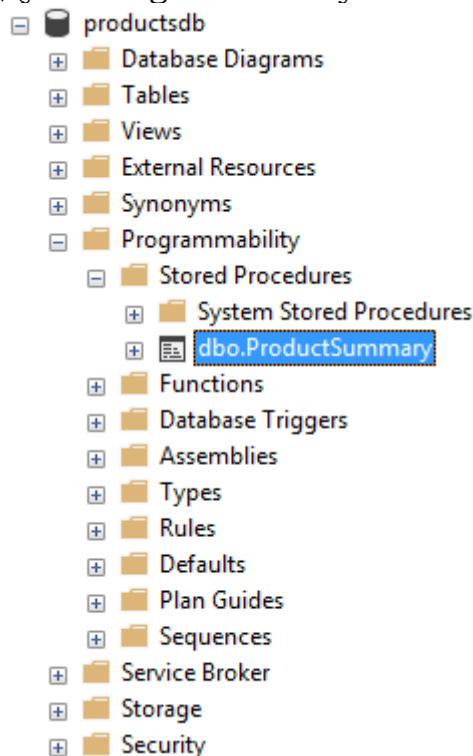 productsdb
Database Diagrams
Tables
Views
External Resources
Synonyms
Programmability
Stored Procedures
System Stored Procedures
dbo.ProductSummary
Functions
Database Triggers
Assemblies
Types
Rules
Defaults
Plan Guides
Sequences
Service Broker
Storage
Security